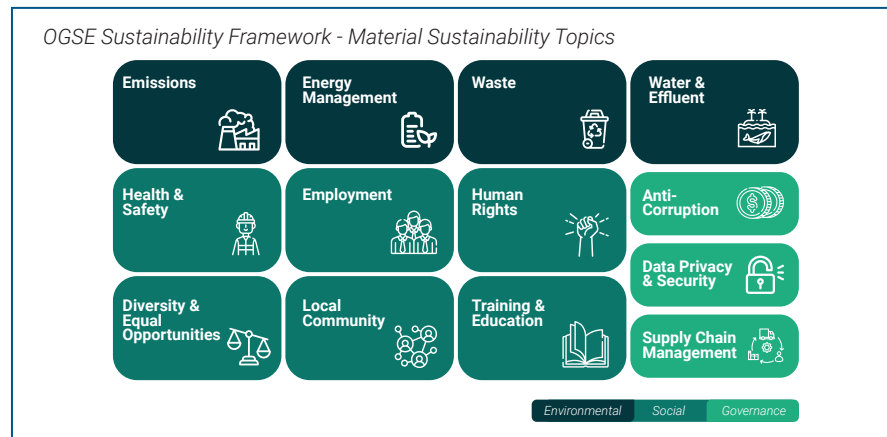 OGSE Sustainability Framework - Material Sustainability Topics
Emissions
Energy
Management
Waste
Water &
Effluent
Health &
Safety
Employment
Human
Rights
Anti-
Corruption
Data Privacy
& Security
Diversity &
Equal
Opportunities
Local
Community
Training &
Education
Supply Chain
Management
Environmental
Social
Governance